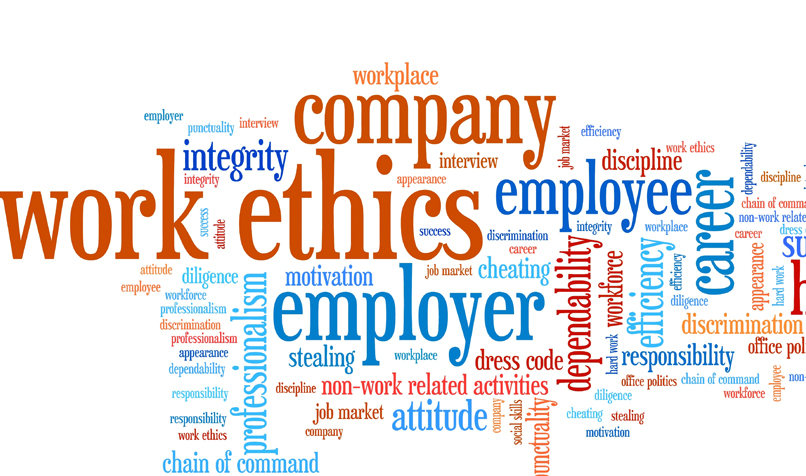 workplace
company
employer
punctuality
interview
job market
efficiency
integrity
interview
discipline
work ethics
dependability
integrity
appearance
employee
career
discipline
work ethics
success
attitude
success
discrimination
integrity
workplace
chain of comma
non-work relate
career
career
dress
su
attitude
employee
diligence
motivation
job market
cheating
dependability
workforce
efficiency
efficiency
appearance
hard work
h
workforce
professionalism
professionalism
employer
diligence
discrimination
professionalism
discrimination
appearance
stealing
workplace
dress code
hard work
responsibility
office pol
dependability
non-work related activities
office politics
chain of command
employee
non-
discipline
responsibility
workforce
diligence
job market
attitude
company
social skills
punctuality
cheating
stealing
responsibility
work ethics
company
motivation
chain of command